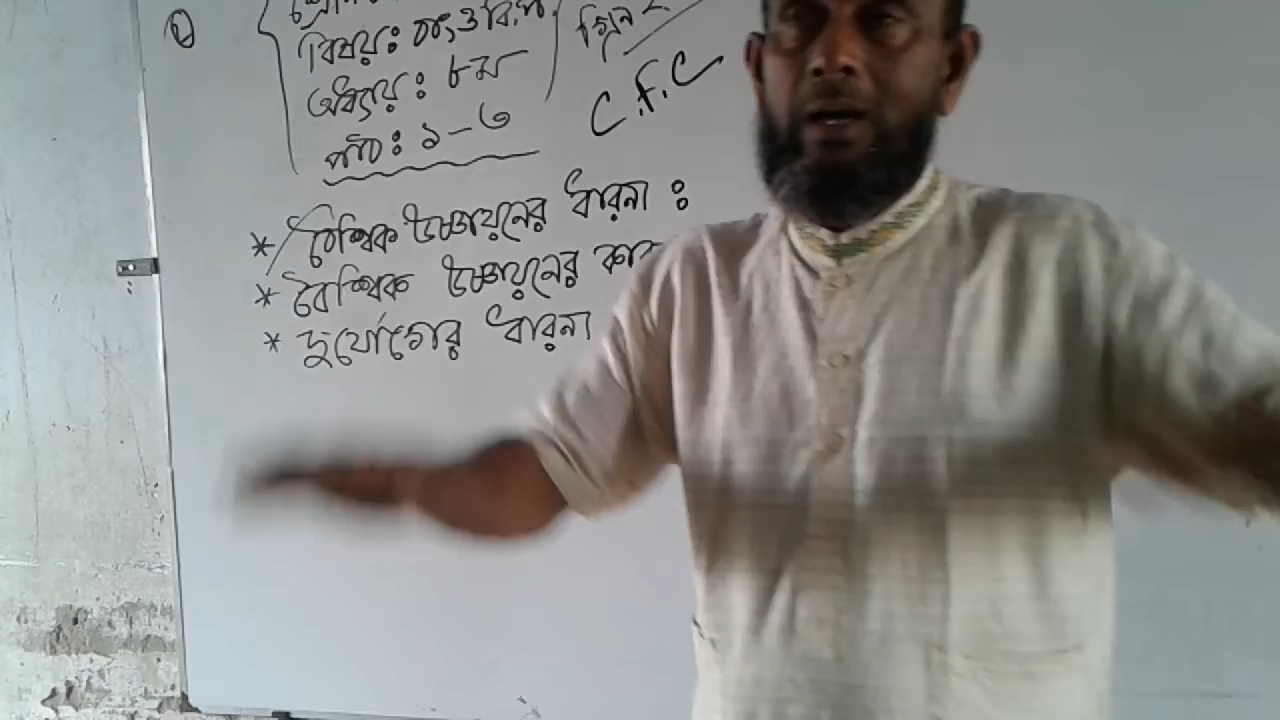 শ্রেণি:
বিষয়ঃ বাং ও বি.প
অধ্যায়ঃ ৮ম
পাঠঃ ১-৩
গ্রিন
C.F.C
* বৈশ্বিক উষ্ণায়নের ধারনা ঃ
* বৈশ্বিক উষ্ণায়নের
* দুর্যোগের ধারনা